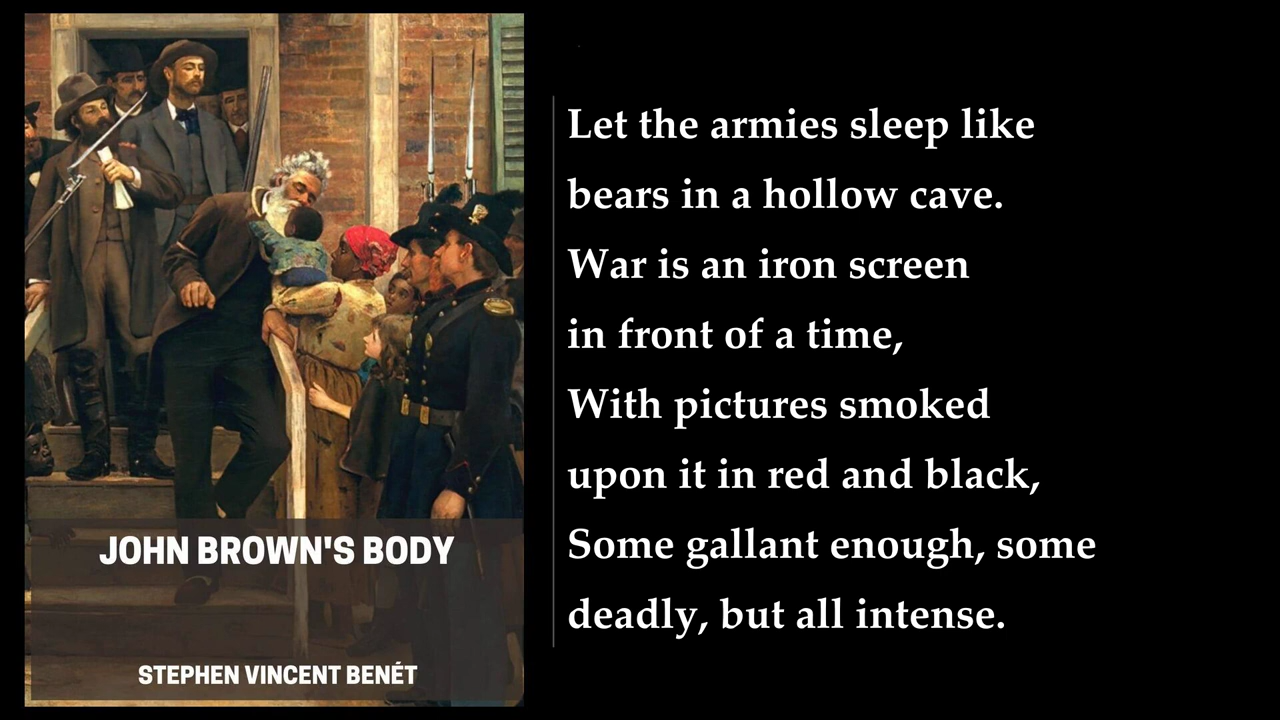 JOHN BROWN'S BODY
STEPHEN VINCENT BENÉT
Let the armies sleep like
bears in a hollow cave.
War is an iron screen
in front of a time,
With pictures smoked
upon it in red and black,
Some gallant enough, some
deadly, but all intense.